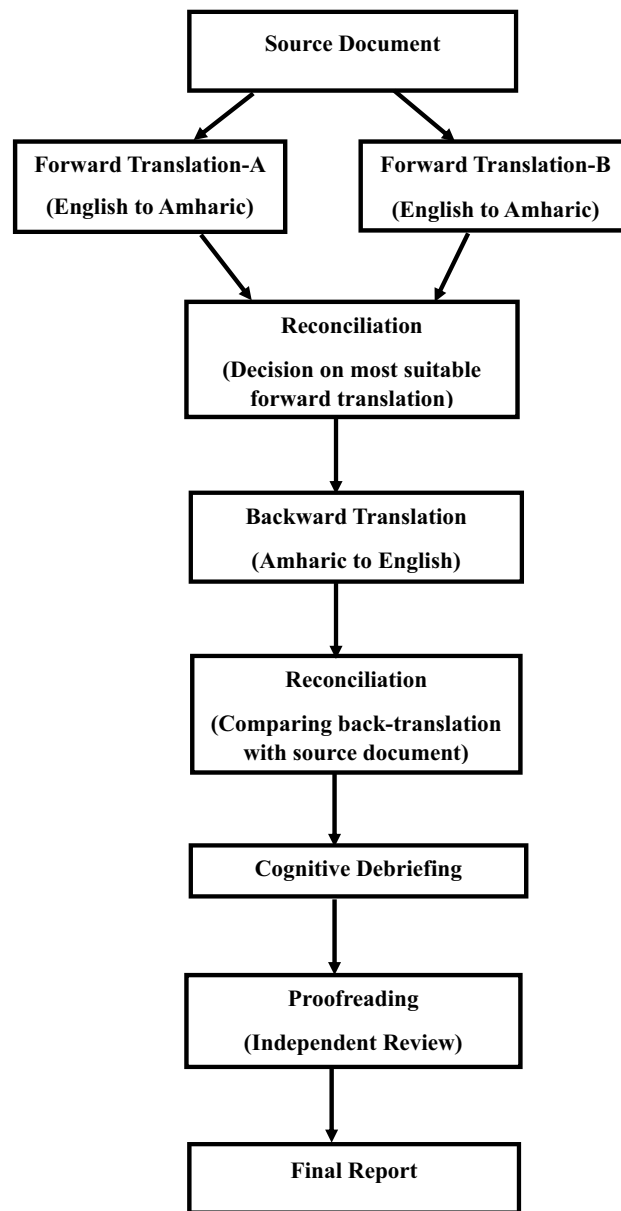 Source Document
Forward Translation-A
(English to Amharic)
Forward Translation-B
(English to Amharic)
Reconciliation
(Decision on most suitable
forward translation)
Backward Translation
(Amharic to English)
Reconciliation
(Comparing back-translation
with source document)
Cognitive Debriefing
Proofreading
(Independent Review)
Final Report